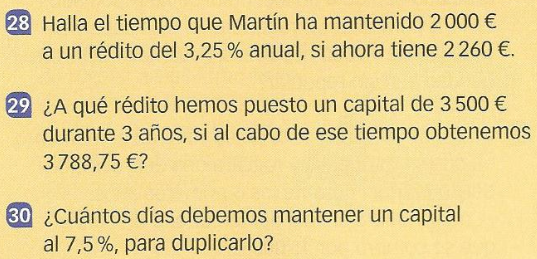 28 Halla el tiempo que Martín ha mantenido 2 000 €
a un rédito del 3,25 % anual, si ahora tiene 2 260 €.
29 ¿A qué rédito hemos puesto un capital de 3 500 €
durante 3 años, si al cabo de ese tiempo obtenemos
3 788,75 €?
30 ¿Cuántos días debemos mantener un capital
al 7,5 %, para duplicarlo?